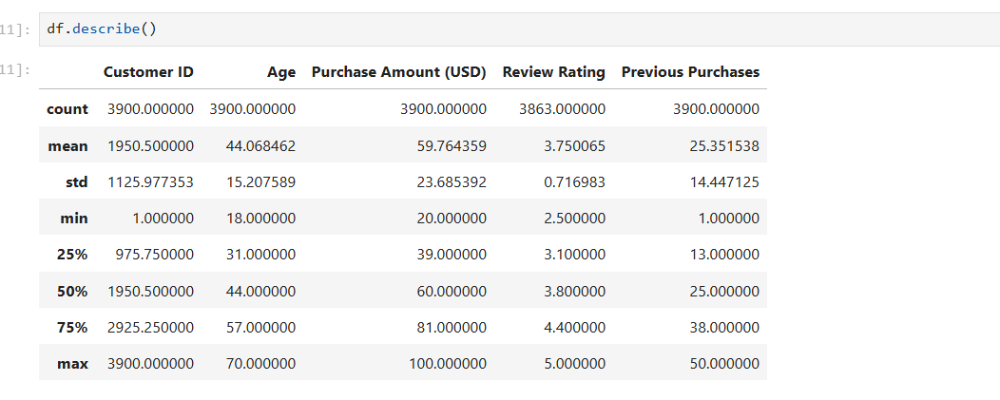 11]: df.describe()
11]:
Customer ID Age Purchase Amount (USD) Review Rating Previous Purchases
count 3900.000000 3900.000000 3900.000000 3863.000000 3900.000000
mean 1950.500000 44.068462 59.764359 3.750065 25.351538
std 1125.977353 15.207589 23.685392 0.716983 14.447125
min 1.000000 18.000000 20.000000 2.500000 1.000000
25% 975.750000 31.000000 39.000000 3.100000 13.000000
50% 1950.500000 44.000000 60.000000 3.800000 25.000000
75% 2925.250000 57.000000 81.000000 4.400000 38.000000
max 3900.000000 70.000000 100.000000 5.000000 50.000000